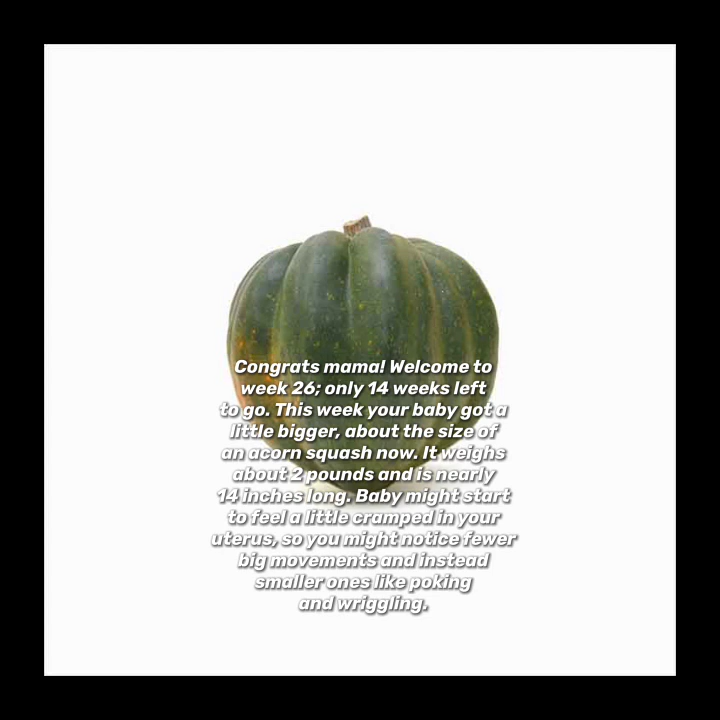 Congrats mama! Welcome to
week 26; only 14 weeks left
to go. This week your baby got a
little bigger, about the size of
an acorn squash now. It weighs
about 2 pounds and is nearly
14 inches long. Baby might start
to feel a little cramped in your
uterus, so you might notice fewer
big movements and instead
smaller ones like poking
and wriggling.